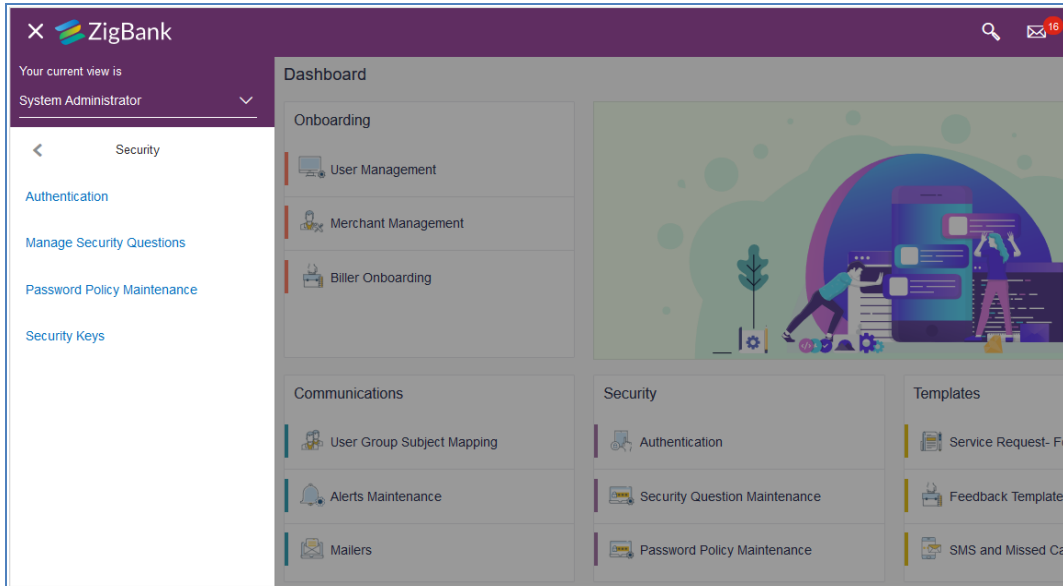 ZigBank
16
Your current view is
System Administrator
Security
Authentication
Manage Security Questions
Password Policy Maintenance
Security Keys
Dashboard
Onboarding
User Management
Merchant Management
Biller Onboarding
Communications
User Group Subject Mapping
Alerts Maintenance
Mailers
Security
Authentication
Security Question Maintenance
Password Policy Maintenance
Templates
Service Request-
Feedback Template
SMS and Missed